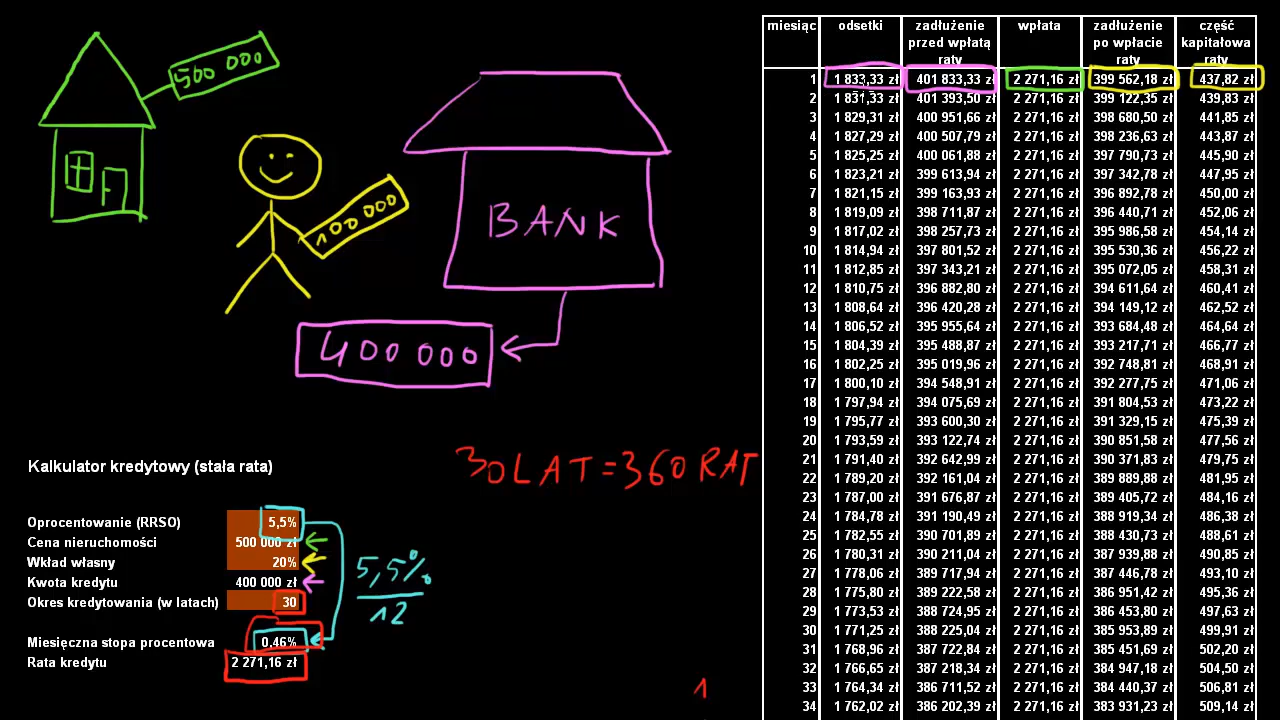 500 000
100 000
BANK
400 000
30 LAT = 360 RAT
Kalkulator kredytowy (stała rata)
Oprocentowanie (RRSO) 5,5%
Cena nieruchomości 500 000 zł
Wkład własny 20%
Kwota kredytu 400 000 zł
Okres kredytowania (w latach) 30
Miesięczna stopa procentowa 0,46%
Rata kredytu 2 271,16 zł
5,5%
12
1
miesiąc odsetki zadłużenie przed wpłatą raty wpłata zadłużenie po wpłacie raty część kapitałowa raty
1 1 833,33 zł 401 833,33 zł 2 271,16 zł 399 562,18 zł 437,82 zł
2 1 831,33 zł 401 393,50 zł 2 271,16 zł 399 122,35 zł 439,83 zł
3 1 829,31 zł 400 951,66 zł 2 271,16 zł 398 680,50 zł 441,85 zł
4 1 827,29 zł 400 507,79 zł 2 271,16 zł 398 236,63 zł 443,87 zł
5 1 825,25 zł 400 061,88 zł 2 271,16 zł 397 790,73 zł 445,90 zł
6 1 823,21 zł 399 613,94 zł 2 271,16 zł 397 342,78 zł 447,95 zł
7 1 821,15 zł 399 163,93 zł 2 271,16 zł 396 892,78 zł 450,00 zł
8 1 819,09 zł 398 711,87 zł 2 271,16 zł 396 440,71 zł 452,06 zł
9 1 817,02 zł 398 257,73 zł 2 271,16 zł 395 986,58 zł 454,14 zł
10 1 814,94 zł 397 801,52 zł 2 271,16 zł 395 530,36 zł 456,22 zł
11 1 812,85 zł 397 343,21 zł 2 271,16 zł 395 072,05 zł 458,31 zł
12 1 810,75 zł 396 882,80 zł 2 271,16 zł 394 611,64 zł 460,41 zł
13 1 808,64 zł 396 420,28 zł 2 271,16 zł 394 149,12 zł 462,52 zł
14 1 806,52 zł 395 955,64 zł 2 271,16 zł 393 684,48 zł 464,64 zł
15 1 804,39 zł 395 488,87 zł 2 271,16 zł 393 217,71 zł 466,77 zł
16 1 802,25 zł 395 019,96 zł 2 271,16 zł 392 748,81 zł 468,91 zł
17 1 800,10 zł 394 548,91 zł 2 271,16 zł 392 277,75 zł 471,06 zł
18 1 797,94 zł 394 075,69 zł 2 271,16 zł 391 804,53 zł 473,22 zł
19 1 795,77 zł 393 600,30 zł 2 271,16 zł 391 329,15 zł 475,39 zł
20 1 793,59 zł 393 122,74 zł 2 271,16 zł 390 851,58 zł 477,56 zł
21 1 791,40 zł 392 642,99 zł 2 271,16 zł 390 371,83 zł 479,75 zł
22 1 789,20 zł 392 161,04 zł 2 271,16 zł 389 889,88 zł 481,95 zł
23 1 787,00 zł 391 676,87 zł 2 271,16 zł 389 405,72 zł 484,16 zł
24 1 784,78 zł 391 190,49 zł 2 271,16 zł 388 919,34 zł 486,38 zł
25 1 782,55 zł 390 701,89 zł 2 271,16 zł 388 430,73 zł 488,61 zł
26 1 780,31 zł 390 211,04 zł 2 271,16 zł 387 939,88 zł 490,85 zł
27 1 778,06 zł 389 717,94 zł 2 271,16 zł 387 446,78 zł 493,10 zł
28 1 775,80 zł 389 222,58 zł 2 271,16 zł 386 951,42 zł 495,36 zł
29 1 773,53 zł 388 724,95 zł 2 271,16 zł 386 453,80 zł 497,63 zł
30 1 771,25 zł 388 225,04 zł 2 271,16 zł 385 953,89 zł 499,91 zł
31 1 768,96 zł 387 722,84 zł 2 271,16 zł 385 451,69 zł 502,20 zł
32 1 766,65 zł 387 218,34 zł 2 271,16 zł 384 947,18 zł 504,50 zł
33 1 764,34 zł 386 711,52 zł 2 271,16 zł 384 440,37 zł 506,81 zł
34 1 762,02 zł 386 202,39 zł 2 271,16 zł 383 931,23 zł 509,14 zł